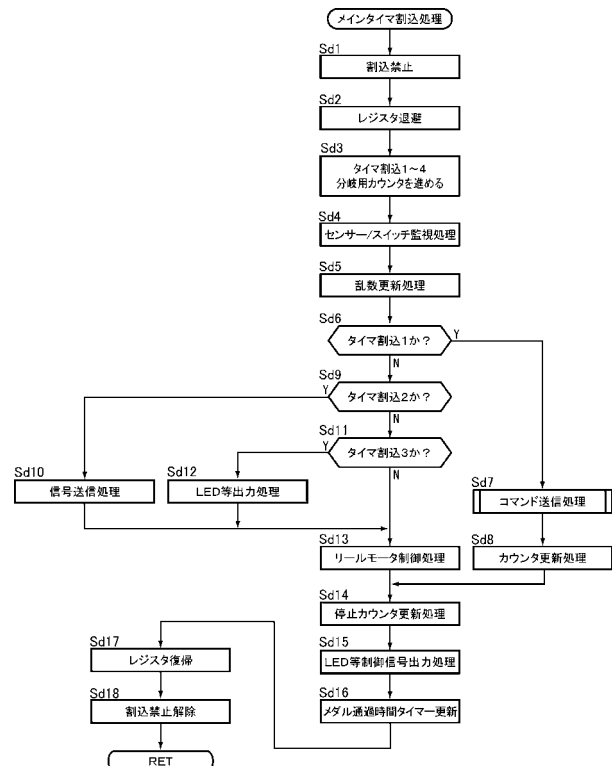 メインタイマ割込処理
Sd1
割込禁止
Sd2
レジスタ退避
Sd3
タイマ割込1～4
分岐用カウンタを進める
Sd4
センサー/スイッチ監視処理
Sd5
乱数更新処理
Sd6
タイマ割込1か?
Y
N
Sd9
Y
タイマ割込2か?
N
Sd11
Y
タイマ割込3か?
N
Sd10
信号送信処理
Sd12
LED等出力処理
Sd7
コマンド送信処理
Sd13
リールモータ制御処理
Sd8
カウンタ更新処理
Sd14
停止カウンタ更新処理
Sd17
レジスタ復帰
Sd15
LED等制御信号出力処理
Sd18
割込禁止解除
Sd16
メダル通過時間タイマー更新
RET